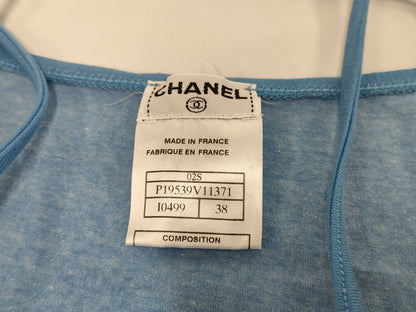 CHANEL
MADE IN FRANCE
FABRIQUE EN FRANCE
02S
P19539V11371
I0499 38
COMPOSITION